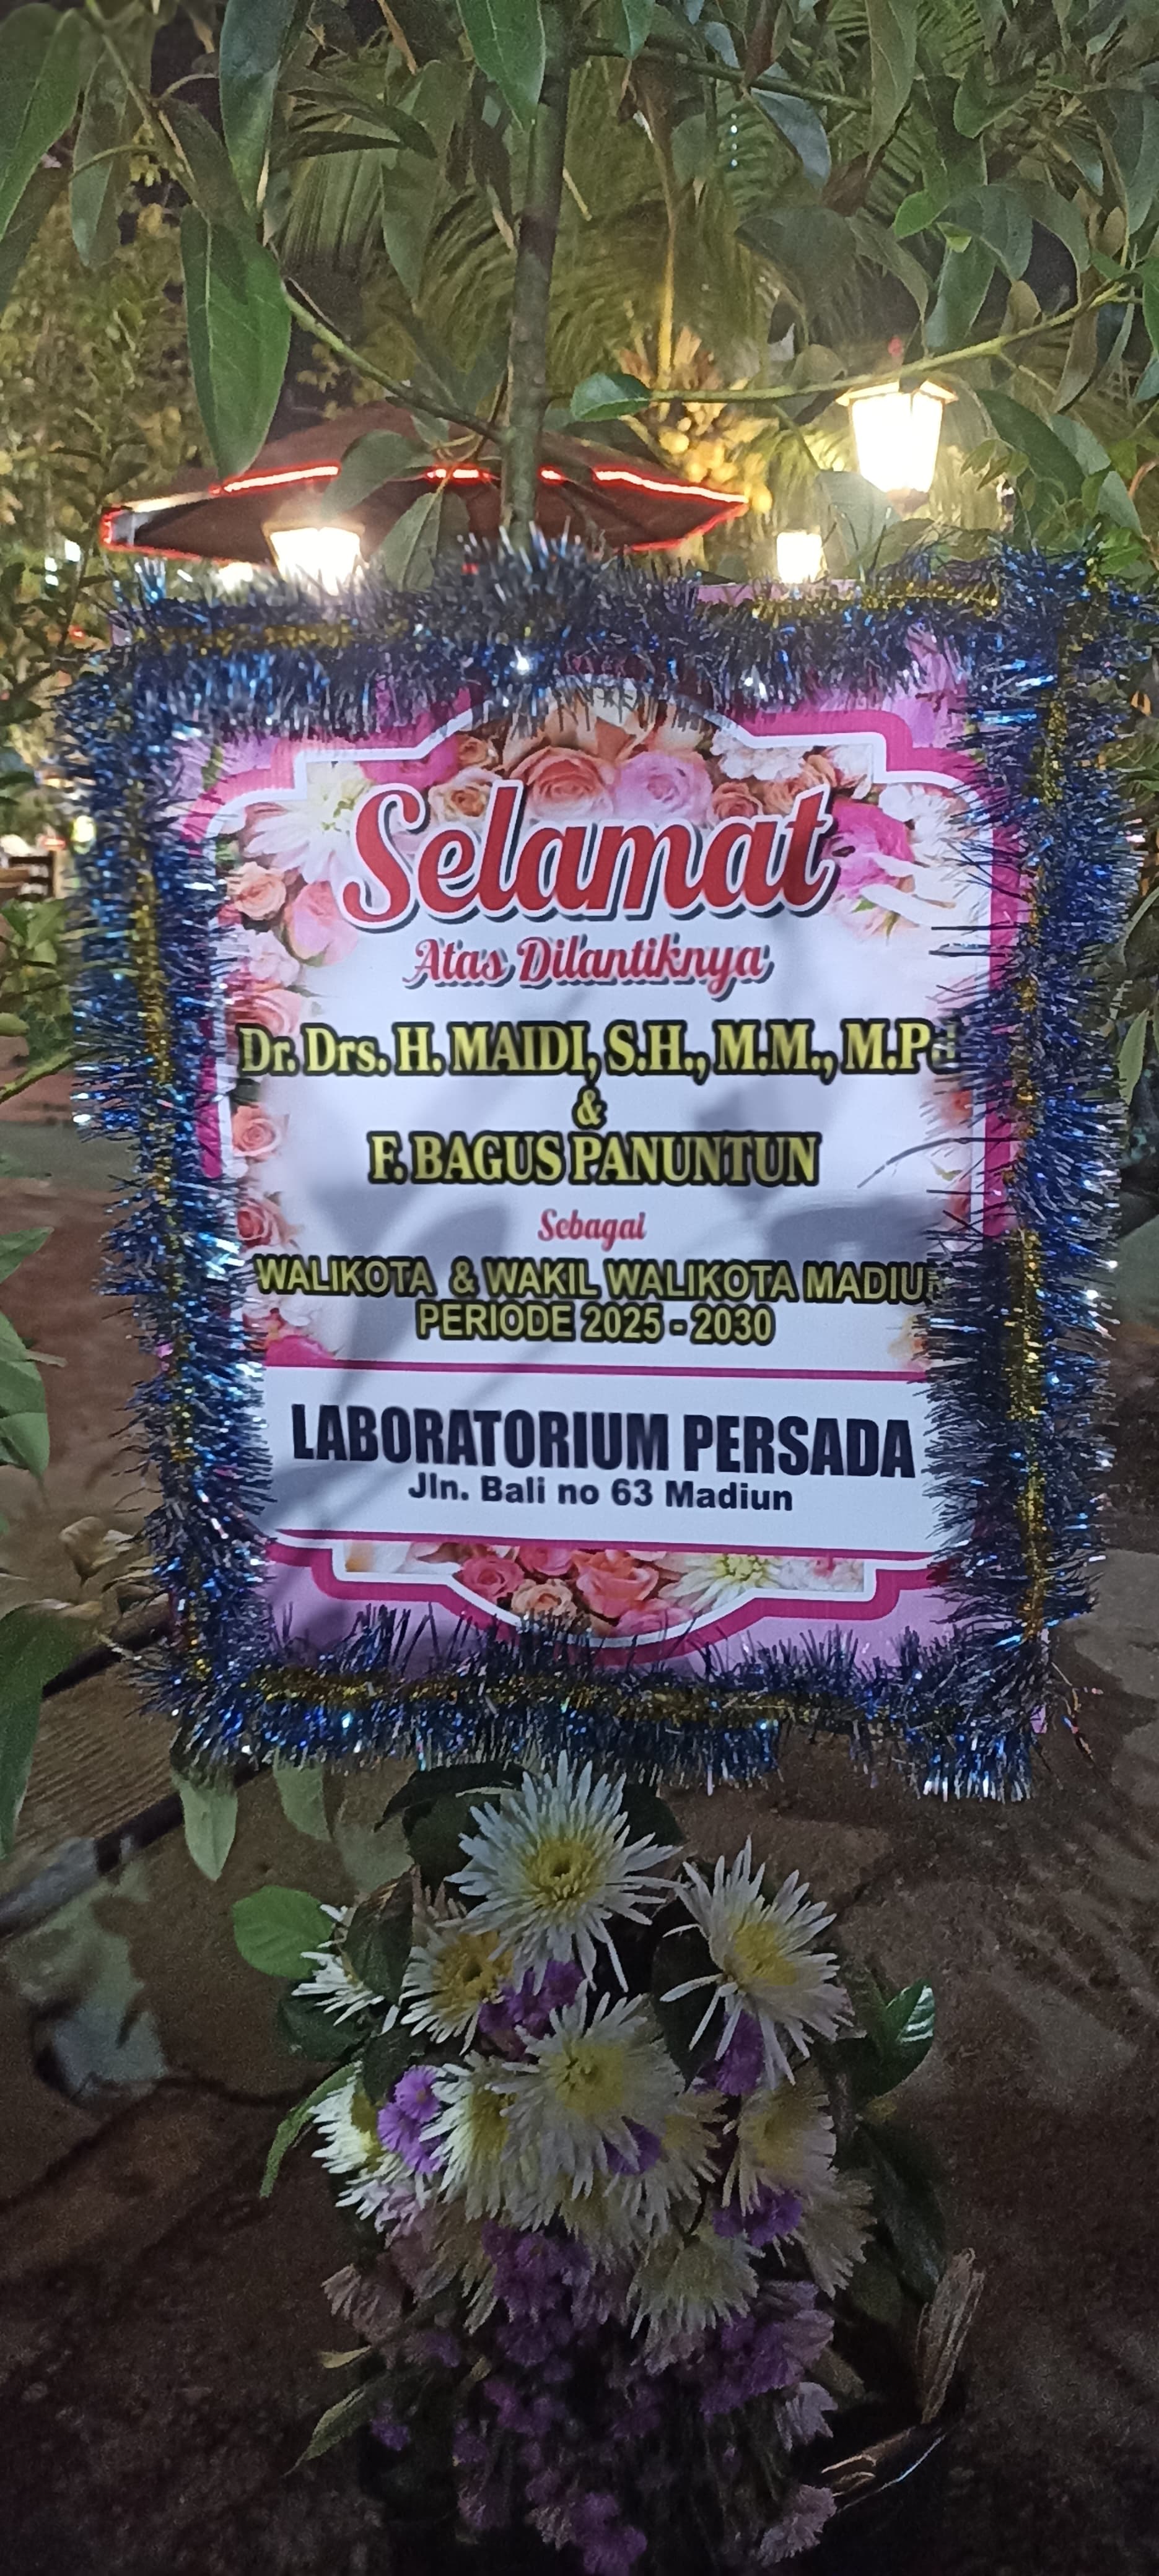 Selamat
Atas Dilantiknya
Dr. Drs. H. MAIDI, S.H., M.M., M.Pd
&
F. BAGUS PANUNTUN
Sebagai
WALIKOTA & WAKIL WALIKOTA MADIUN
PERIODE 2025 - 2030
LABORATORIUM PERSADA
Jln. Bali no 63 Madiun